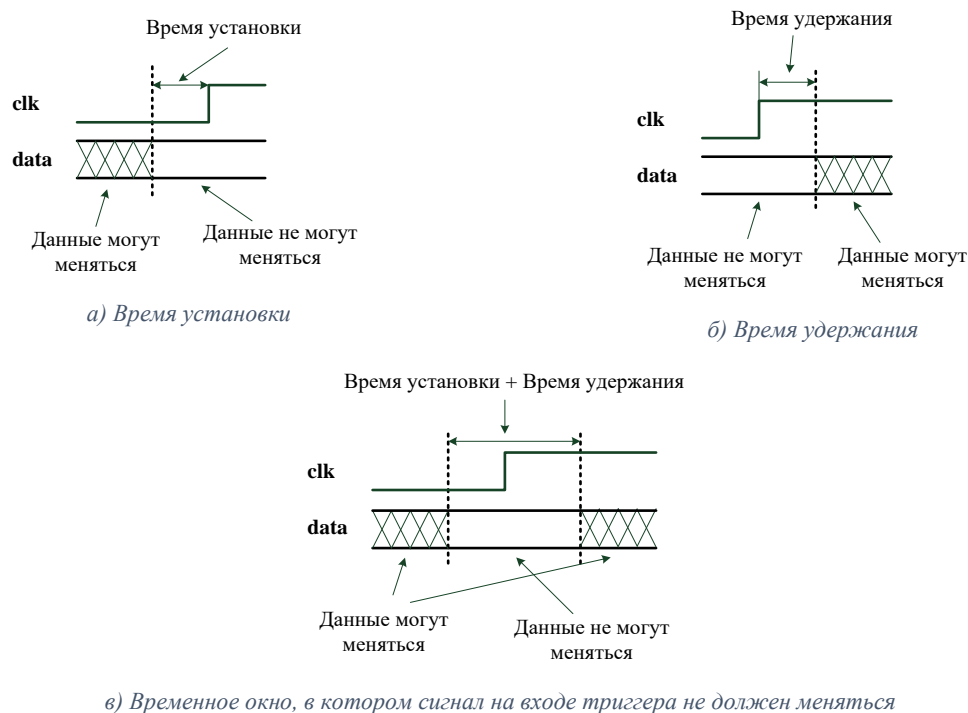 Время установки
clk
data
Данные могут
меняться
Данные не могут
меняться
а) Время установки
Время удержания
clk
data
Данные не могут
меняться
Данные могут
меняться
б) Время удержания
Время установки + Время удержания
clk
data
Данные могут
меняться
Данные не могут
меняться
в) Временное окно, в котором сигнал на входе триггера не должен меняться